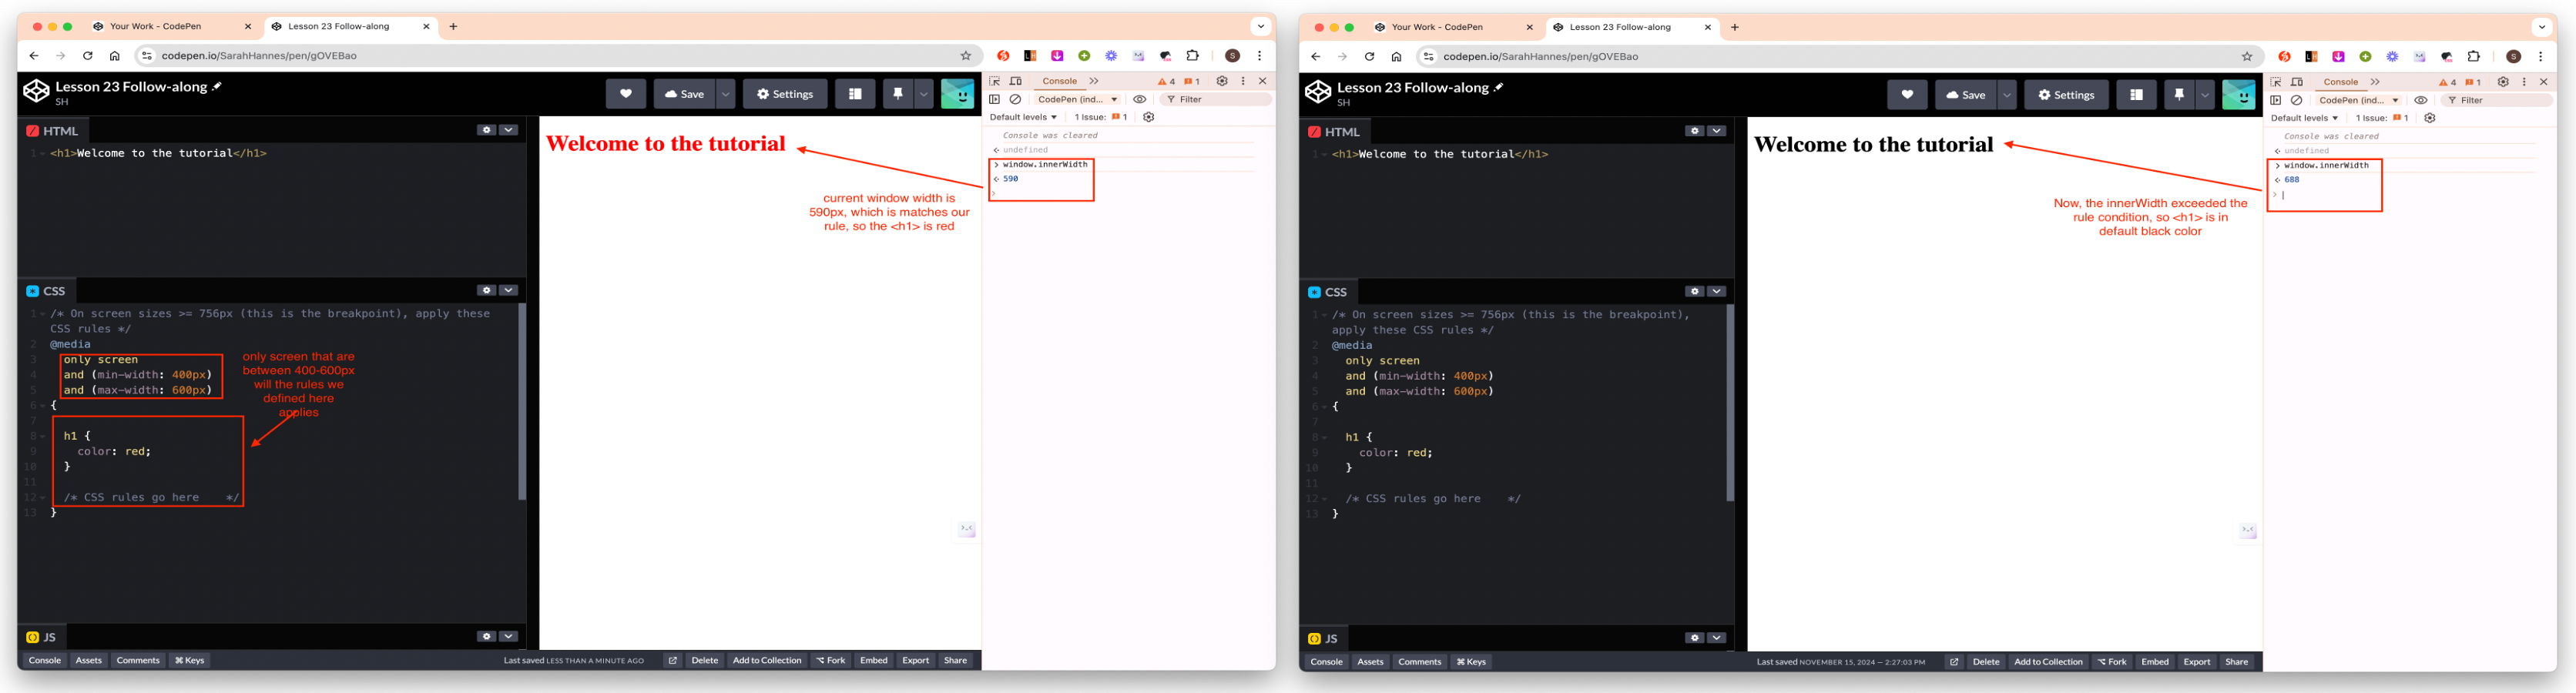 Your Work - CodePen
Lesson 23 Follow-along
codepen.io/SarahHannes/pen/gOVEBao
S
Lesson 23 Follow-along
SH
Save
Settings
Console
4
1
CodePen (ind...
Filter
Default levels
1 Issue:
1
HTML
1
<h1>Welcome to the tutorial</h1>
Welcome to the tutorial
Console was cleared
undefined
window.innerWidth
590
current window width is
590px, which is matches our
rule, so the <h1> is red
CSS
1
/* On screen sizes >= 756px (this is the breakpoint), apply these
CSS rules */
2 @media
3 only screen
4 and (min-width: 400px)
5 and (max-width: 600px)
6 {
7
8 h1 {
9 color: red;
10 }
11
12 /* CSS rules go here */
13 }
only screen that are
between 400-600px
will the rules we
defined here
applies
JS
Console
Assets
Comments
⌘ Keys
Last saved LESS THAN A MINUTE AGO
Delete
Add to Collection
Fork
Embed
Export
Share
Your Work - CodePen
Lesson 23 Follow-along
codepen.io/SarahHannes/pen/gOVEBao
S
Lesson 23 Follow-along
SH
Save
Settings
Console
4
1
CodePen (ind...
Filter
Default levels
1 Issue:
1
HTML
1
<h1>Welcome to the tutorial</h1>
Welcome to the tutorial
Console was cleared
undefined
window.innerWidth
688
Now, the innerWidth exceeded the
rule condition, so <h1> is in
default black color
CSS
1
/* On screen sizes >= 756px (this is the breakpoint),
apply these CSS rules */
2 @media
3 only screen
4 and (min-width: 400px)
5 and (max-width: 600px)
6 {
7
8 h1 {
9 color: red;
10 }
11
12 /* CSS rules go here */
13 }
JS
Console
Assets
Comments
⌘ Keys
Last saved NOVEMBER 15, 2024 — 2:27:03 PM
Delete
Add to Collection
Fork
Embed
Export
Share